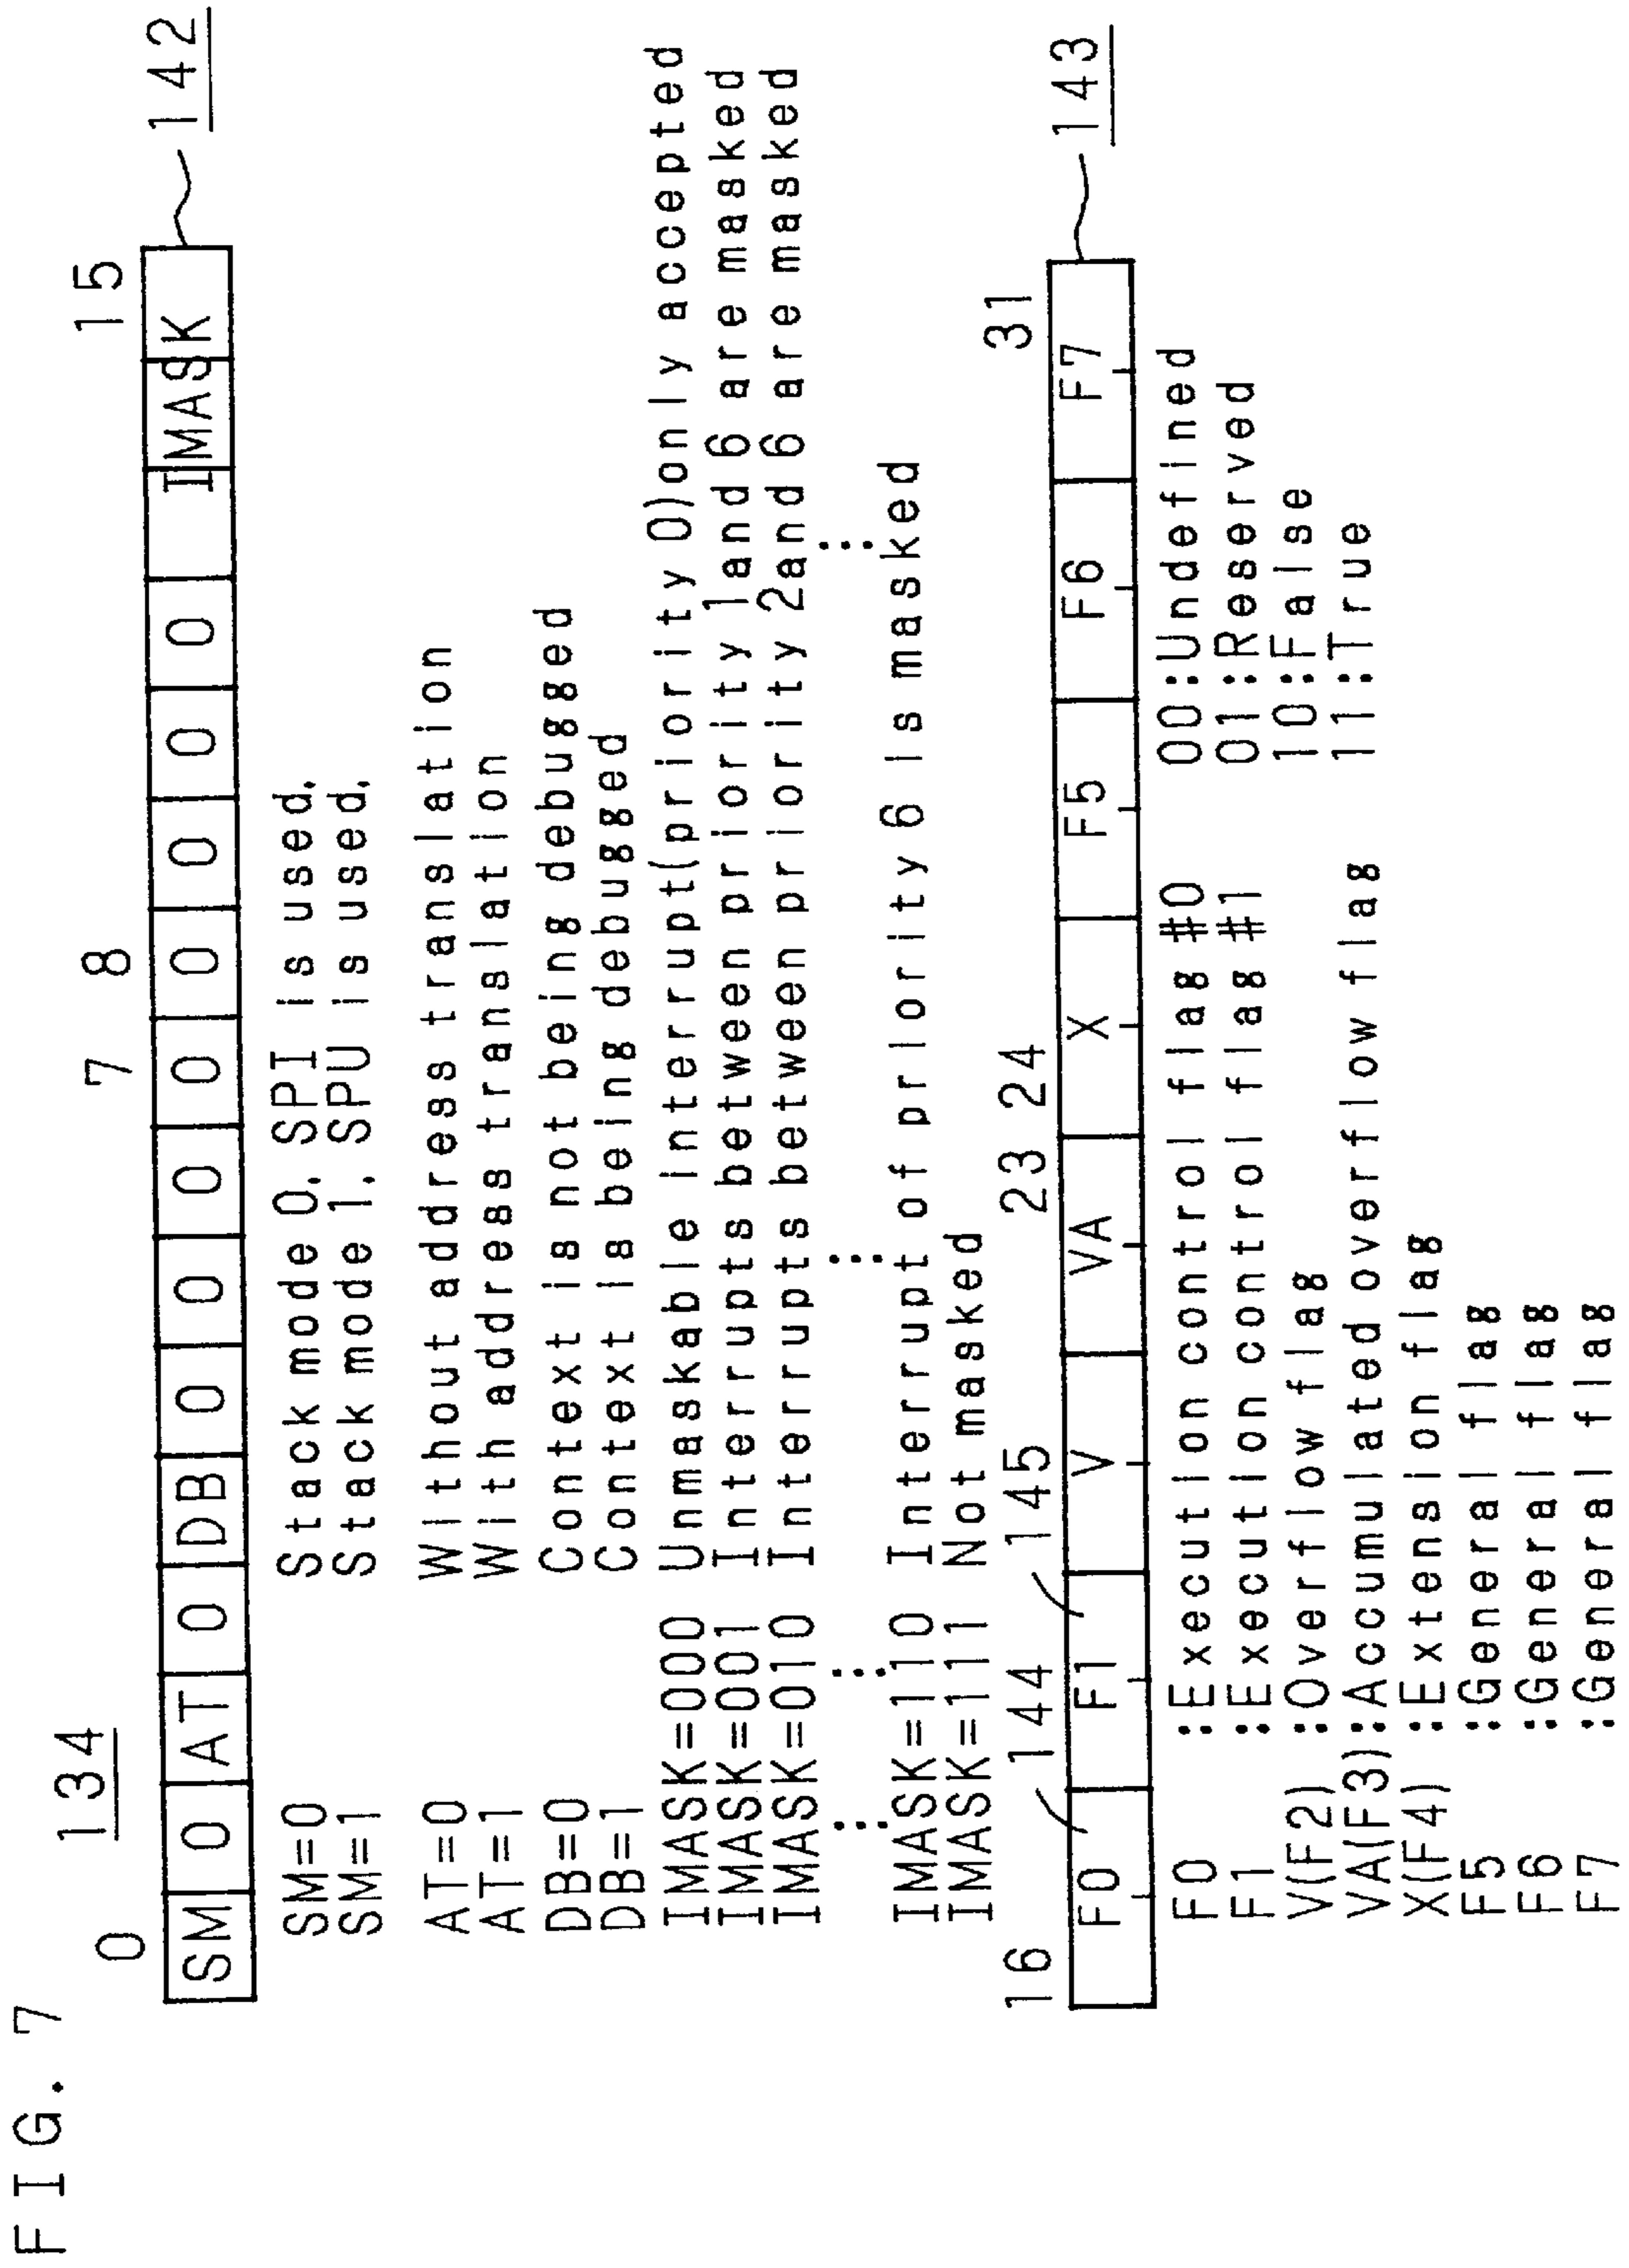 FIG. 7
134
0 7 8 15
SM 0 AT 0 DB 0 0 0 0 0 0 0 0 IMASK 142
SM=0 Stack mode 0, SPI is used.
SM=1 Stack mode 1, SPU is used.
AT=0 Without address translation
AT=1 With address translation
DB=0 Context is not being debugged
DB=1 Context is being debugged
IMASK=000 Unmaskable interrupt(priority 0)only accepted
IMASK=001 Interrupts between priority 1and 6 are masked
IMASK=010 Interrupts between priority 2and 6 are masked
IMASK=110 Interrupt of priority 6 is masked
IMASK=111 Not masked
16 144 145 23 24 31
F0 F1 V VA X F5 F6 F7 143
F0 :Execution control flag #0 00:Undefined
F1 :Execution control flag #1 01:Reserved
V(F2) :Overflow flag 10:False
VA(F3) :Accumulated overflow flag 11:True
X(F4) :Extension flag
F5 :General flag
F6 :General flag
F7 :General flag